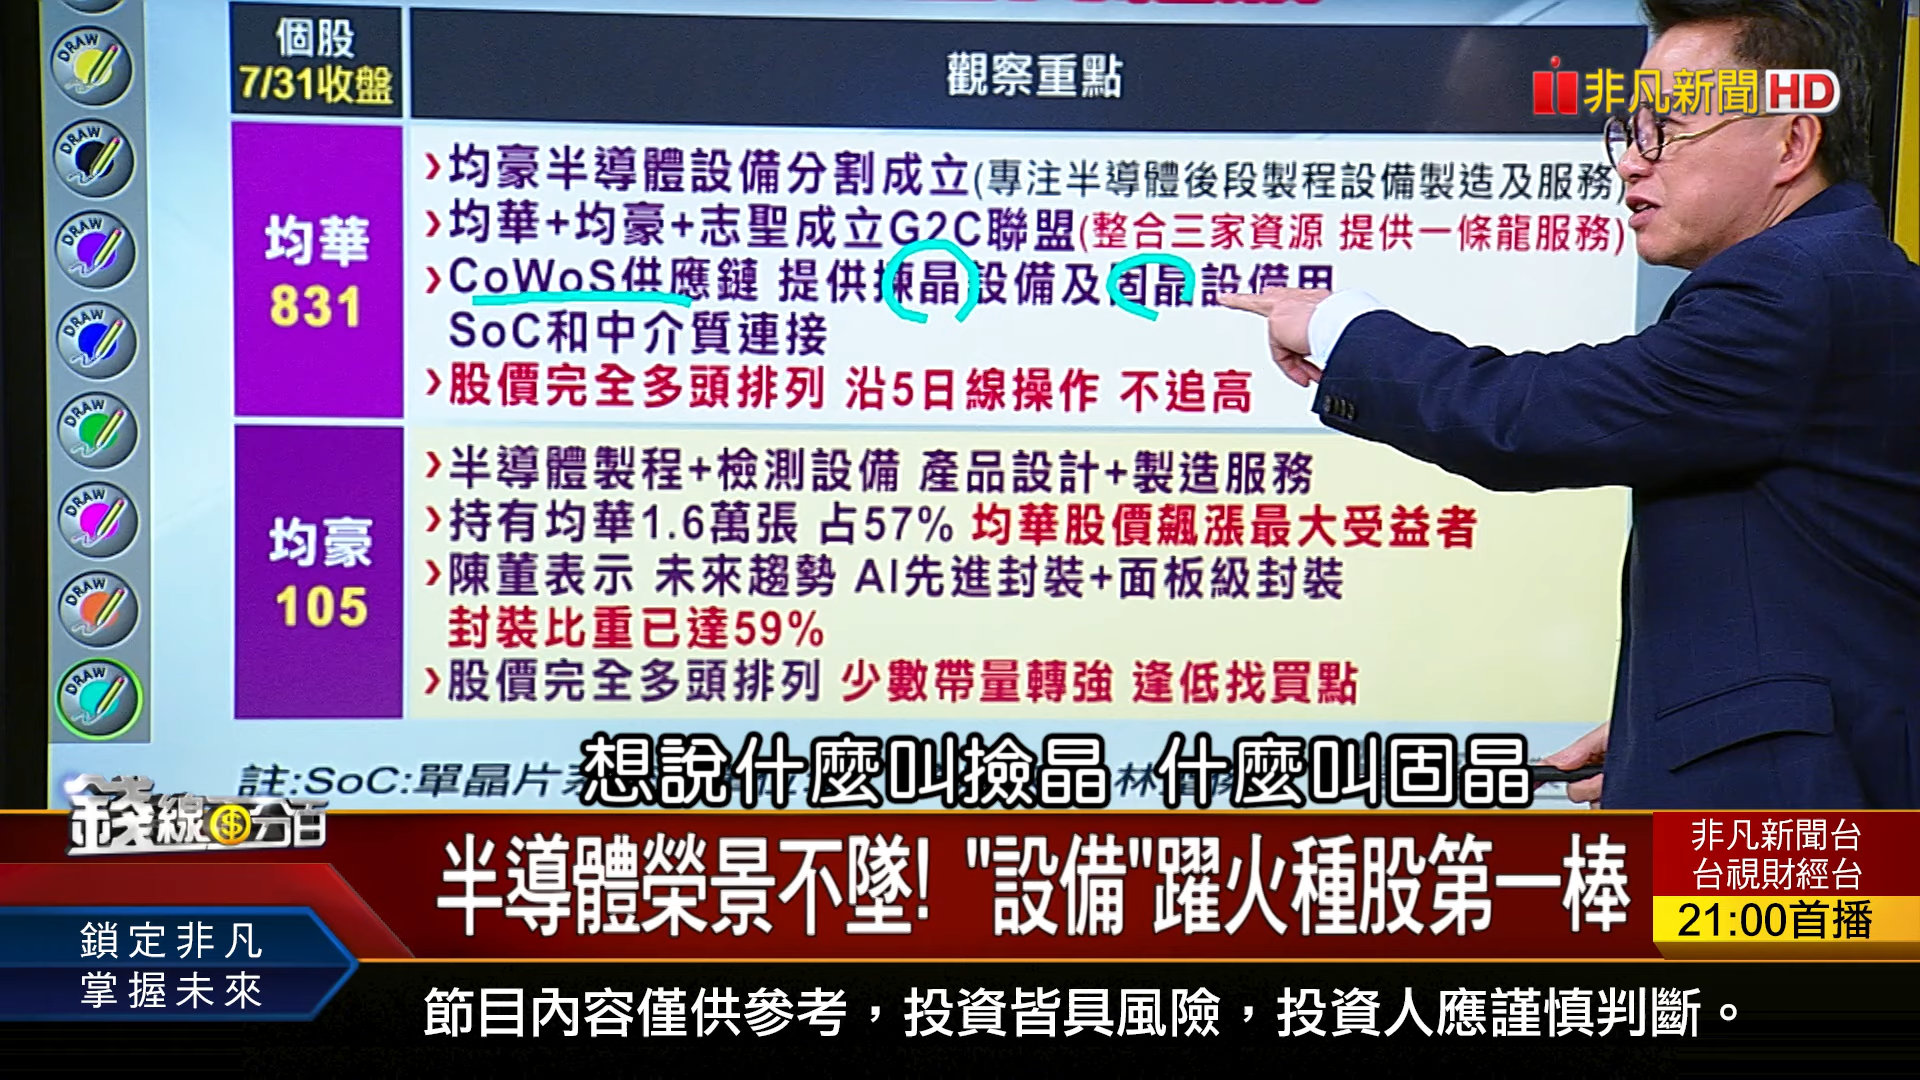 DRAW
DRAW
DRAW
DRAW
DRAW
DRAW
DRAW
DRAW
個股
7/31收盤
觀察重點
非凡新聞HD
均華
831
›均豪半導體設備分割成立(專注半導體後段製程設備製造及服務)
›均華+均豪+志聖成立G2C聯盟(整合三家資源 提供一條龍服務)
›CoWoS供應鏈 提供揀晶設備及固晶設備用
SoC和中介質連接
›股價完全多頭排列 沿5日線操作 不追高
均豪
105
›半導體製程+檢測設備 產品設計+製造服務
›持有均華1.6萬張 占57% 均華股價飆漲最大受益者
›陳董表示 未來趨勢 AI先進封裝+面板級封裝
封裝比重已達59%
›股價完全多頭排列 少數帶量轉強 逢低找買點
註:SoC:單晶片
想說什麼叫撿晶 什麼叫固晶
錢線百分百
半導體榮景不墜! "設備"躍火種股第一棒
非凡新聞台
台視財經台
21:00首播
鎖定非凡
掌握未來
節目內容僅供參考，投資皆具風險，投資人應謹慎判斷。